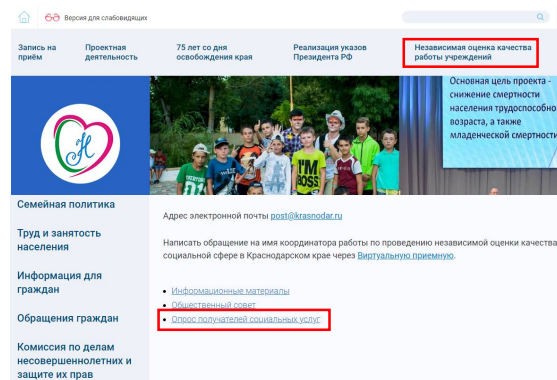 Версия для слабовидящих
Запись на приём
Проектная деятельность
75 лет со дня освобождения края
Реализация указов Президента РФ
Независимая оценка качества работы учреждений
Основная цель проекта -
снижение смертности
населения трудоспособно
возраста, а также
младенческой смертности
I'M
BOSS
Н
Семейная политика
Труд и занятость
населения
Информация для
граждан
Обращения граждан
Комиссия по делам
несовершеннолетних и
защите их прав
Адрес электронной почты post@krasnodar.ru
Написать обращение на имя координатора работы по проведению независимой оценки качества
социальной сфере в Краснодарском крае через Виртуальную приемную.
Информационные материалы
Общественный совет
Опрос получателей социальных услуг